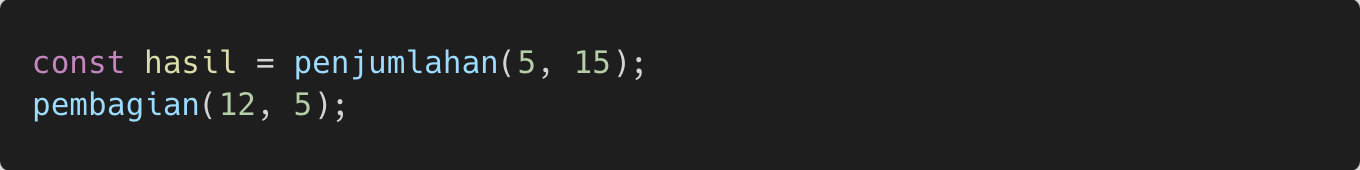 const hasil = penjumlahan(5, 15);
pembagian(12, 5);